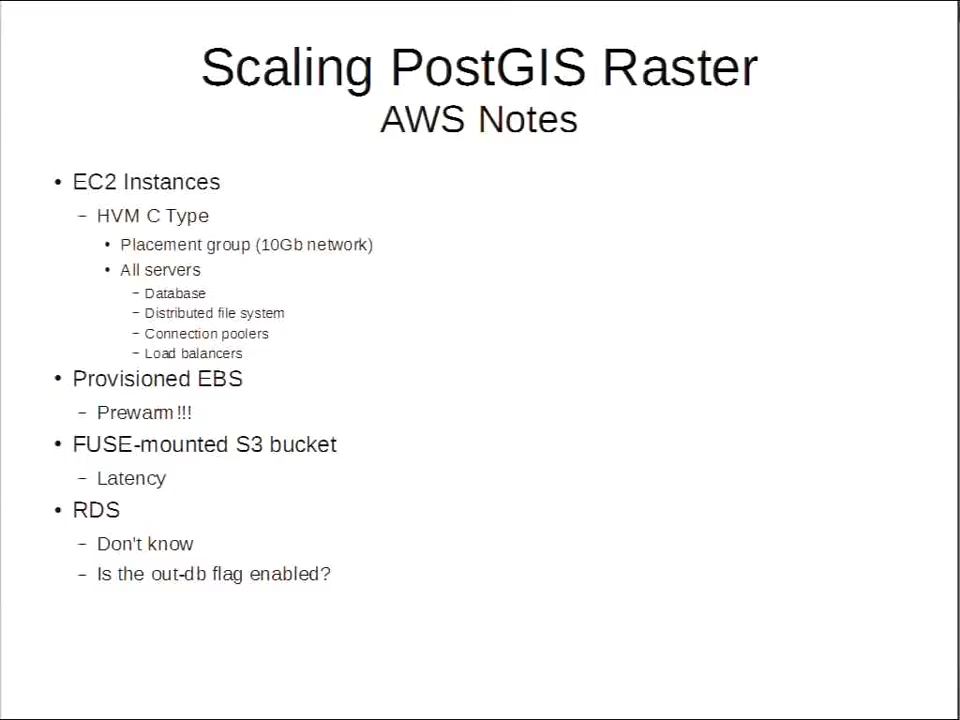 Scaling PostGIS Raster
AWS Notes
• EC2 Instances
– HVM C Type
• Placement group (10Gb network)
• All servers
– Database
– Distributed file system
– Connection poolers
– Load balancers
• Provisioned EBS
– Prewarm!!!
• FUSE-mounted S3 bucket
– Latency
• RDS
– Don't know
– Is the out-db flag enabled?